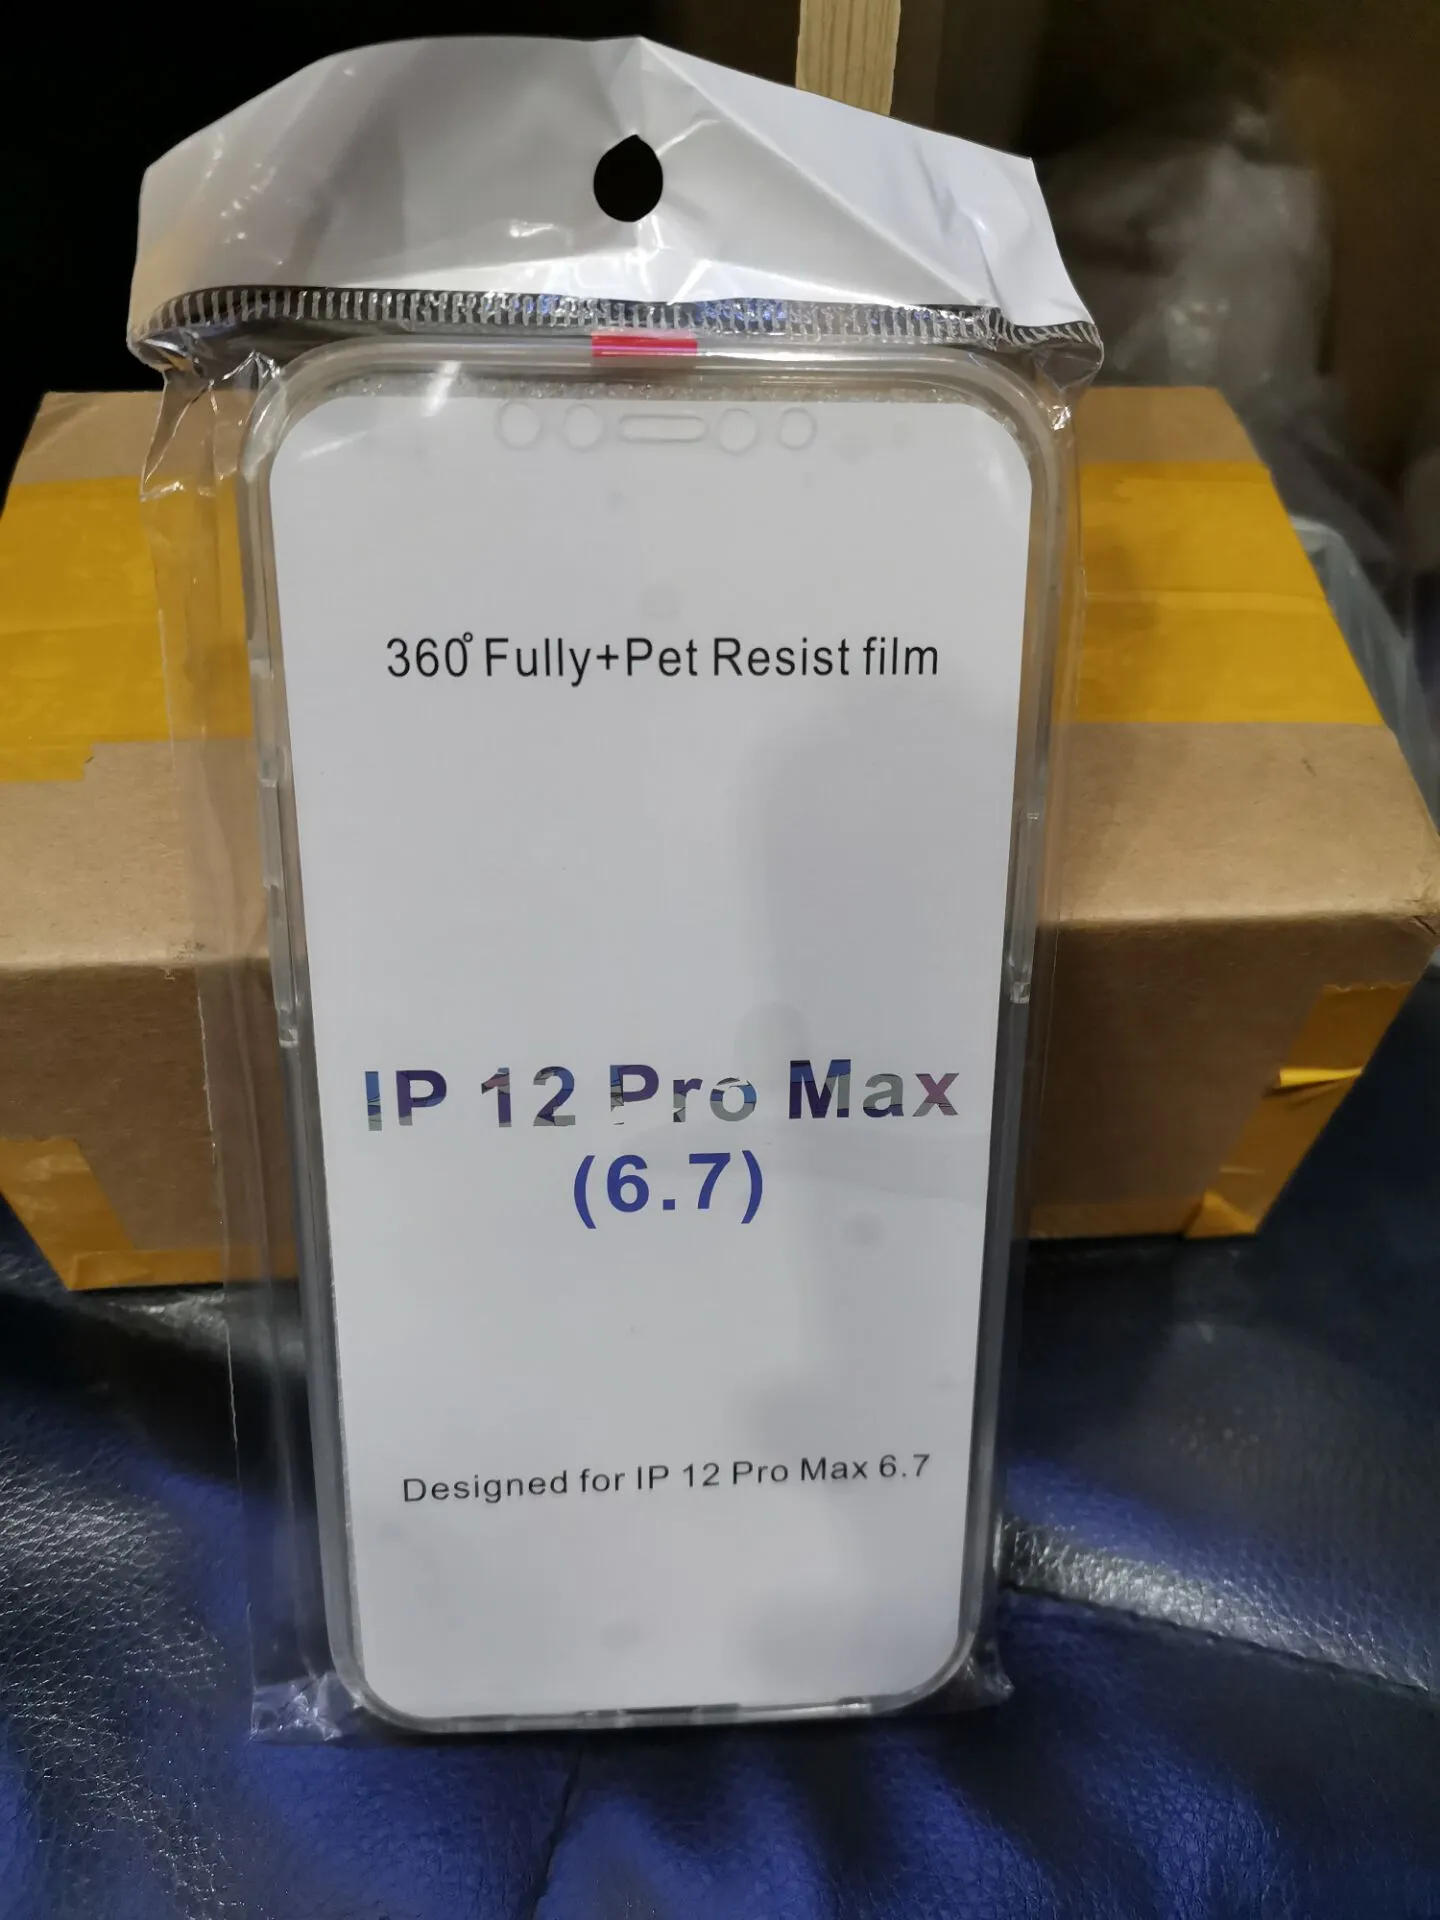 360° Fully+Pet Resist film
IP 12 Pro Max
(6.7)
Designed for IP 12 Pro Max 6.7